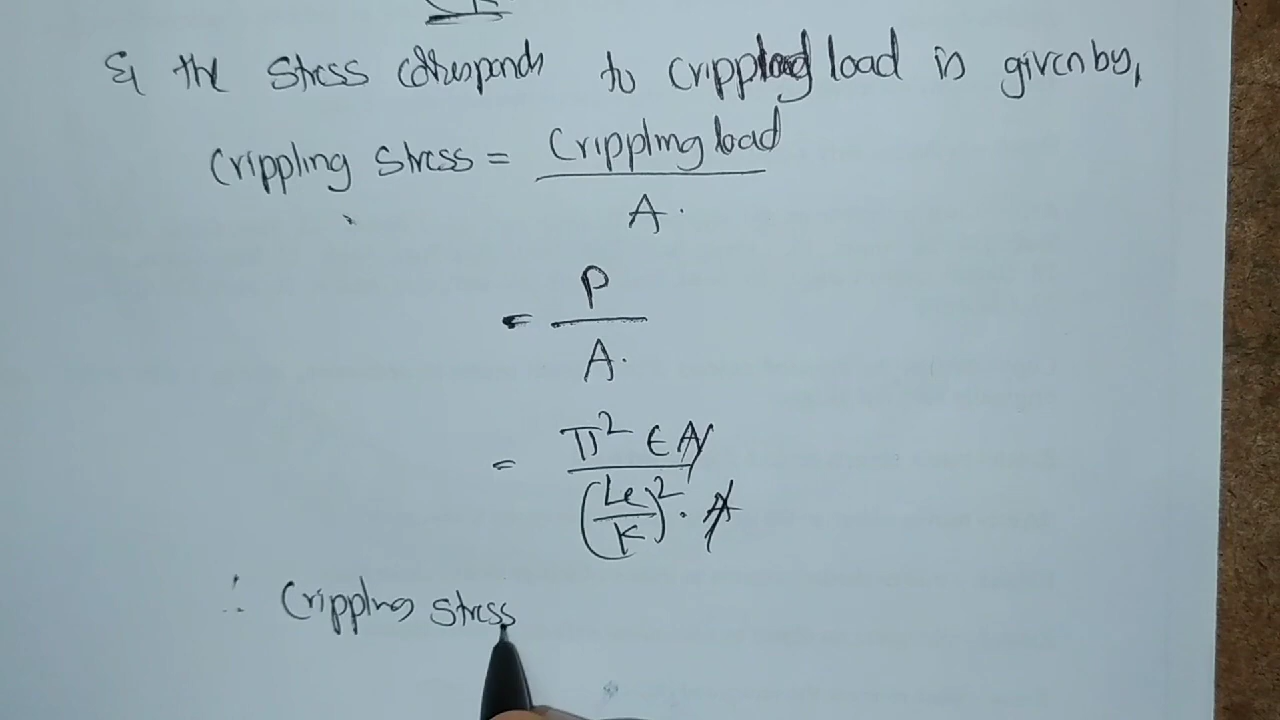 & the Stress Corresponds to Crippling load is given by,
Crippling Stress = Crippling load / A.
= P / A.
= π² E A / (Le/K)² . A
∴ Crippling Stress